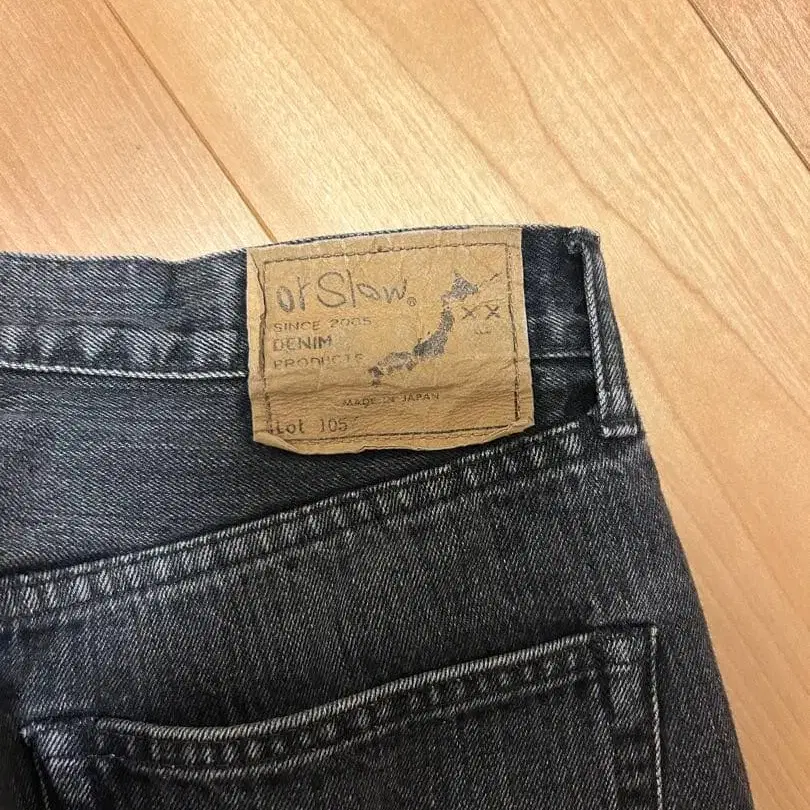 orSlow®
SINCE 2005
DENIM
PRODUCTS
XX
MADE IN JAPAN
Lot 105